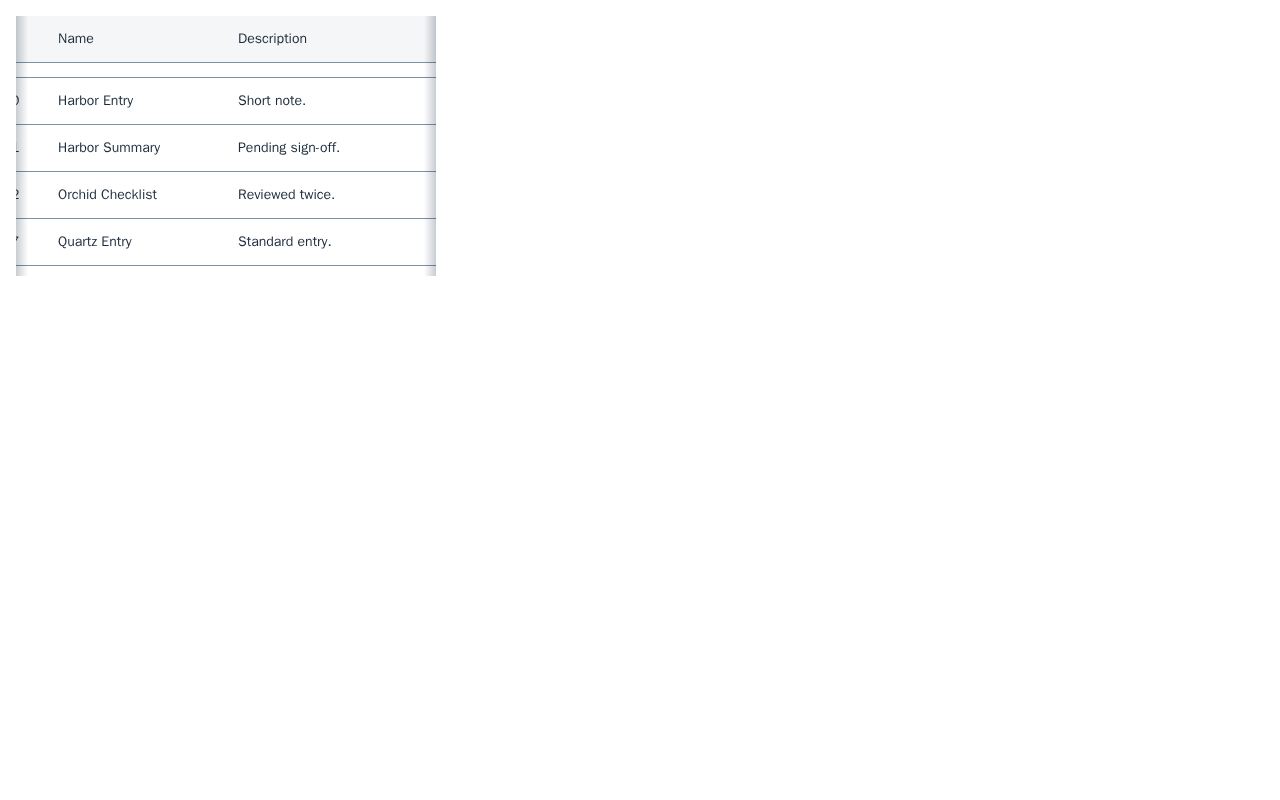 Name Description
Harbor Entry Short note.
Harbor Summary Pending sign-off.
Orchid Checklist Reviewed twice.
Quartz Entry Standard entry.